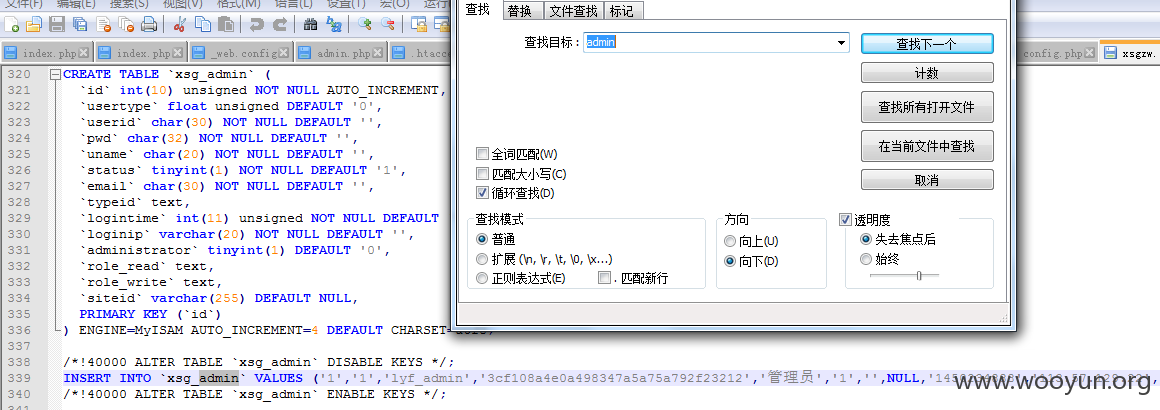 文件(F) 编辑(E) 搜索(S) 视图(V) 格式(M) 语言(L) 设置(T) 宏(O) 运行
index.php index.php _web.config admin.php .htacc config.php xsgzw.
320 CREATE TABLE `xsg_admin` (
321 `id` int(10) unsigned NOT NULL AUTO_INCREMENT,
322 `usertype` float unsigned DEFAULT '0',
323 `userid` char(30) NOT NULL DEFAULT '',
324 `pwd` char(32) NOT NULL DEFAULT '',
325 `uname` char(20) NOT NULL DEFAULT '',
326 `status` tinyint(1) NOT NULL DEFAULT '1',
327 `email` char(30) NOT NULL DEFAULT '',
328 `typeid` text,
329 `logintime` int(11) unsigned NOT NULL DEFAULT
330 `loginip` varchar(20) NOT NULL DEFAULT '',
331 `administrator` tinyint(1) DEFAULT '0',
332 `role_read` text,
333 `role_write` text,
334 `siteid` varchar(255) DEFAULT NULL,
335 PRIMARY KEY (`id`)
336 ) ENGINE=MyISAM AUTO_INCREMENT=4 DEFAULT CHARSET=
337
338 /*!40000 ALTER TABLE `xsg_admin` DISABLE KEYS */;
339 INSERT INTO `xsg_admin` VALUES ('1','1','lyf_admin','3cf108a4e0a498347a5a75a792f23212','管理员','1','',NULL,
340 /*!40000 ALTER TABLE `xsg_admin` ENABLE KEYS */;
341
查找 替换 文件查找 标记
查找目标 : admin
查找下一个
计数
查找所有打开文件
在当前文件中查找
取消
全词匹配(W)
匹配大小写(C)
循环查找(D)
查找模式
普通
扩展 (\n, \r, \t, \0, \x...)
正则表达式(E) . 匹配新行
方向
向上(U)
向下(D)
透明度
失去焦点后
始终
www.wooyun.org